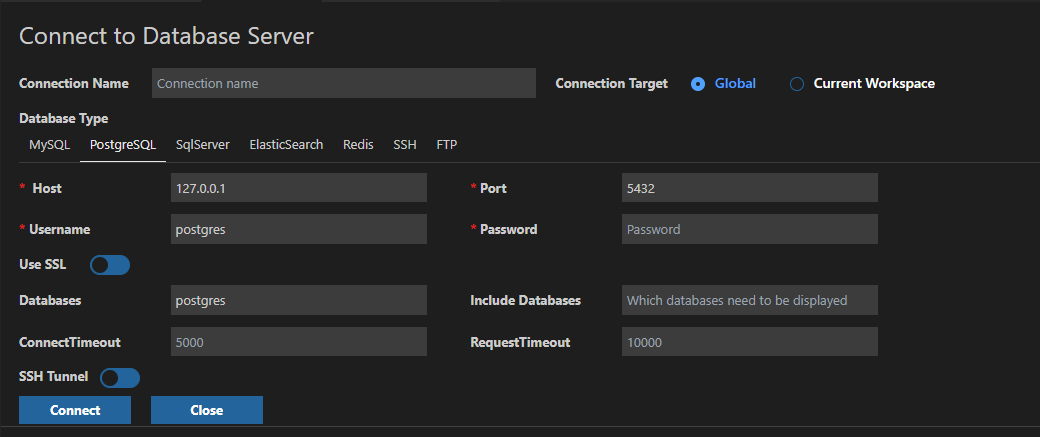 Connect to Database Server
Connection Name Connection name Connection Target Global Current Workspace
Database Type
MySQL PostgreSQL SqlServer ElasticSearch Redis SSH FTP
* Host 127.0.0.1 * Port 5432
* Username postgres * Password Password
Use SSL
Databases postgres Include Databases Which databases need to be displayed
ConnectTimeout 5000 RequestTimeout 10000
SSH Tunnel
Connect Close